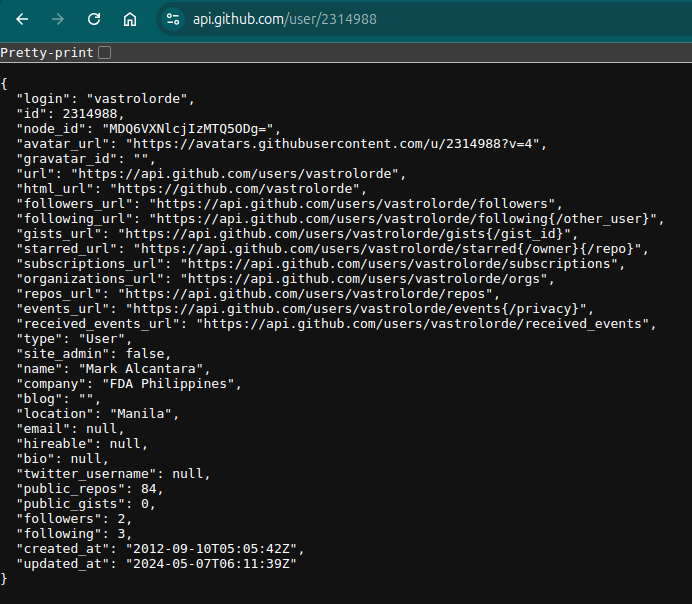 api.github.com/user/2314988
Pretty-print
{
  "login": "vastrolorde",
  "id": 2314988,
  "node_id": "MDQ6VXNlcjIzMTQ5ODg=",
  "avatar_url": "https://avatars.githubusercontent.com/u/2314988?v=4",
  "gravatar_id": "",
  "url": "https://api.github.com/users/vastrolorde",
  "html_url": "https://github.com/vastrolorde",
  "followers_url": "https://api.github.com/users/vastrolorde/followers",
  "following_url": "https://api.github.com/users/vastrolorde/following{/other_user}",
  "gists_url": "https://api.github.com/users/vastrolorde/gists{/gist_id}",
  "starred_url": "https://api.github.com/users/vastrolorde/starred{/owner}{/repo}",
  "subscriptions_url": "https://api.github.com/users/vastrolorde/subscriptions",
  "organizations_url": "https://api.github.com/users/vastrolorde/orgs",
  "repos_url": "https://api.github.com/users/vastrolorde/repos",
  "events_url": "https://api.github.com/users/vastrolorde/events{/privacy}",
  "received_events_url": "https://api.github.com/users/vastrolorde/received_events",
  "type": "User",
  "site_admin": false,
  "name": "Mark Alcantara",
  "company": "FDA Philippines",
  "blog": "",
  "location": "Manila",
  "email": null,
  "hireable": null,
  "bio": null,
  "twitter_username": null,
  "public_repos": 84,
  "public_gists": 0,
  "followers": 2,
  "following": 3,
  "created_at": "2012-09-10T05:05:42Z",
  "updated_at": "2024-05-07T06:11:39Z"
}